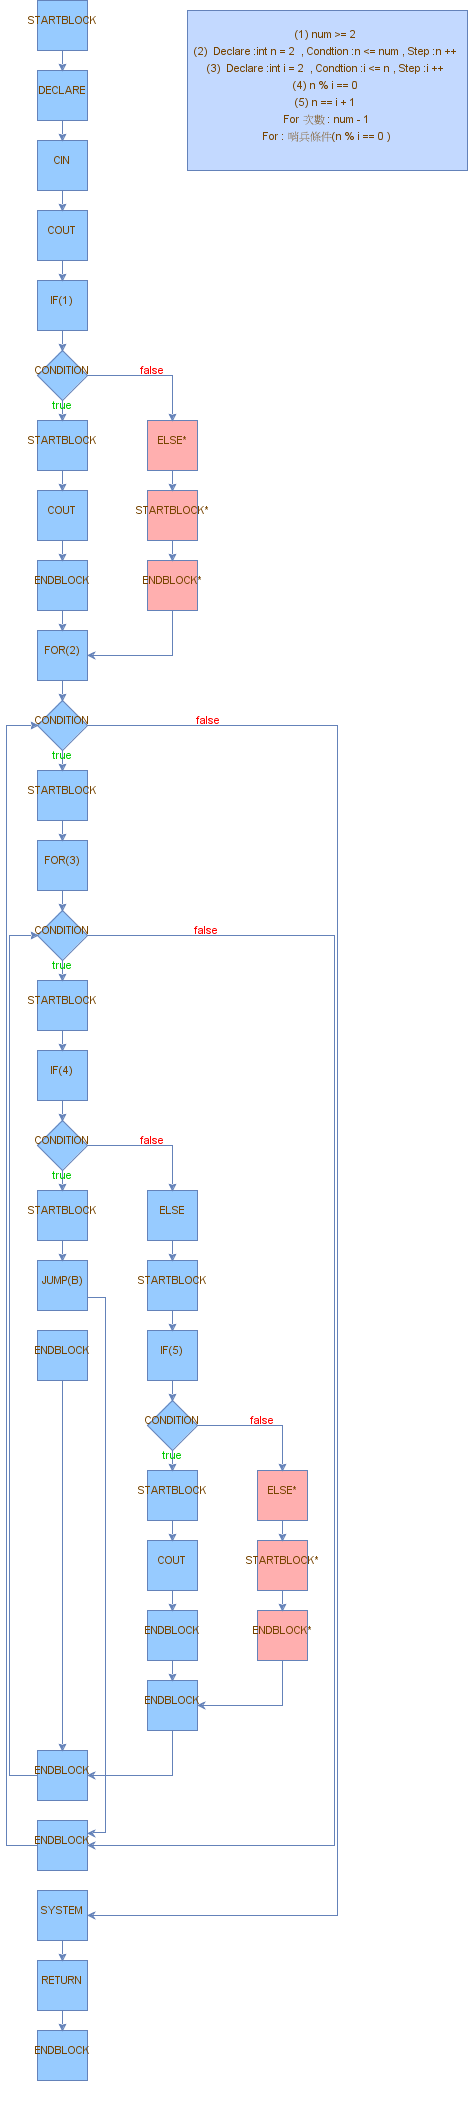 STARTBLOCK
(1) num >= 2
(2) Declare :int n = 2 , Condtion :n <= num , Step :n ++
(3) Declare :int i = 2 , Condtion :i <= n , Step :i ++
(4) n % i == 0
(5) n == i + 1
For 次數 : num - 1
For : 哨兵條件(n % i == 0 )
DECLARE
CIN
COUT
IF(1)
CONDITION
false
true
STARTBLOCK
ELSE*
COUT
STARTBLOCK*
ENDBLOCK
ENDBLOCK*
FOR(2)
CONDITION
false
true
STARTBLOCK
FOR(3)
CONDITION
false
true
STARTBLOCK
IF(4)
CONDITION
false
true
STARTBLOCK
ELSE
JUMP(B)
STARTBLOCK
ENDBLOCK
IF(5)
CONDITION
false
true
STARTBLOCK
ELSE*
COUT
STARTBLOCK*
ENDBLOCK
ENDBLOCK*
ENDBLOCK
ENDBLOCK
ENDBLOCK
SYSTEM
RETURN
ENDBLOCK